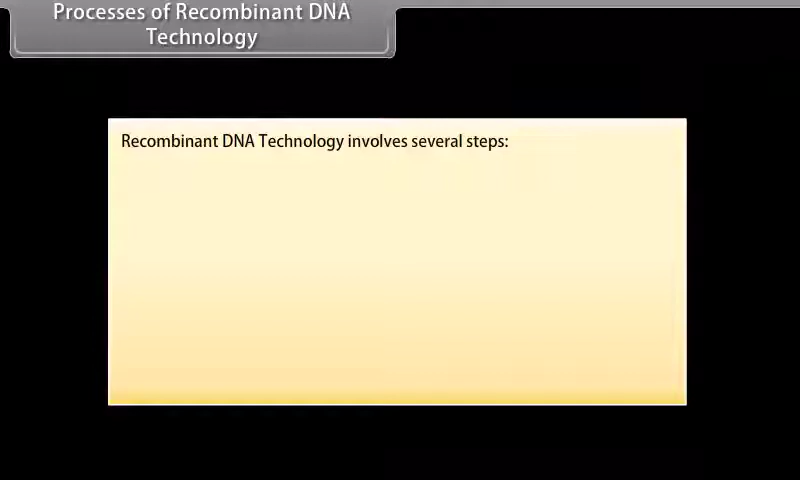 Processes of Recombinant DNA
Technology
Recombinant DNA Technology involves several steps: